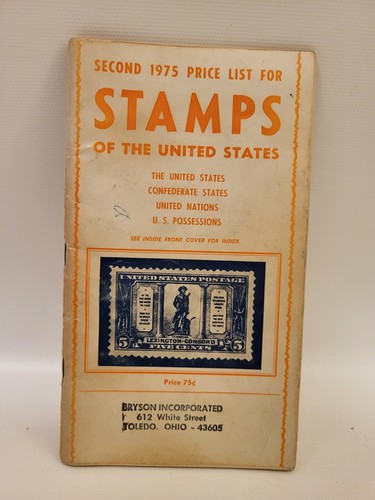 SECOND 1975 PRICE LIST FOR
STAMPS
OF THE UNITED STATES
THE UNITED STATES
CONFEDERATE STATES
UNITED NATIONS
U. S. POSSESSIONS
SEE INSIDE FRONT COVER FOR INDEX
UNITED STATES POSTAGE
5 LEXINGTON-CONCORD 5
FIVE CENTS
Price 75¢
BRYSON INCORPORATED
612 White Street
TOLEDO, OHIO - 43605